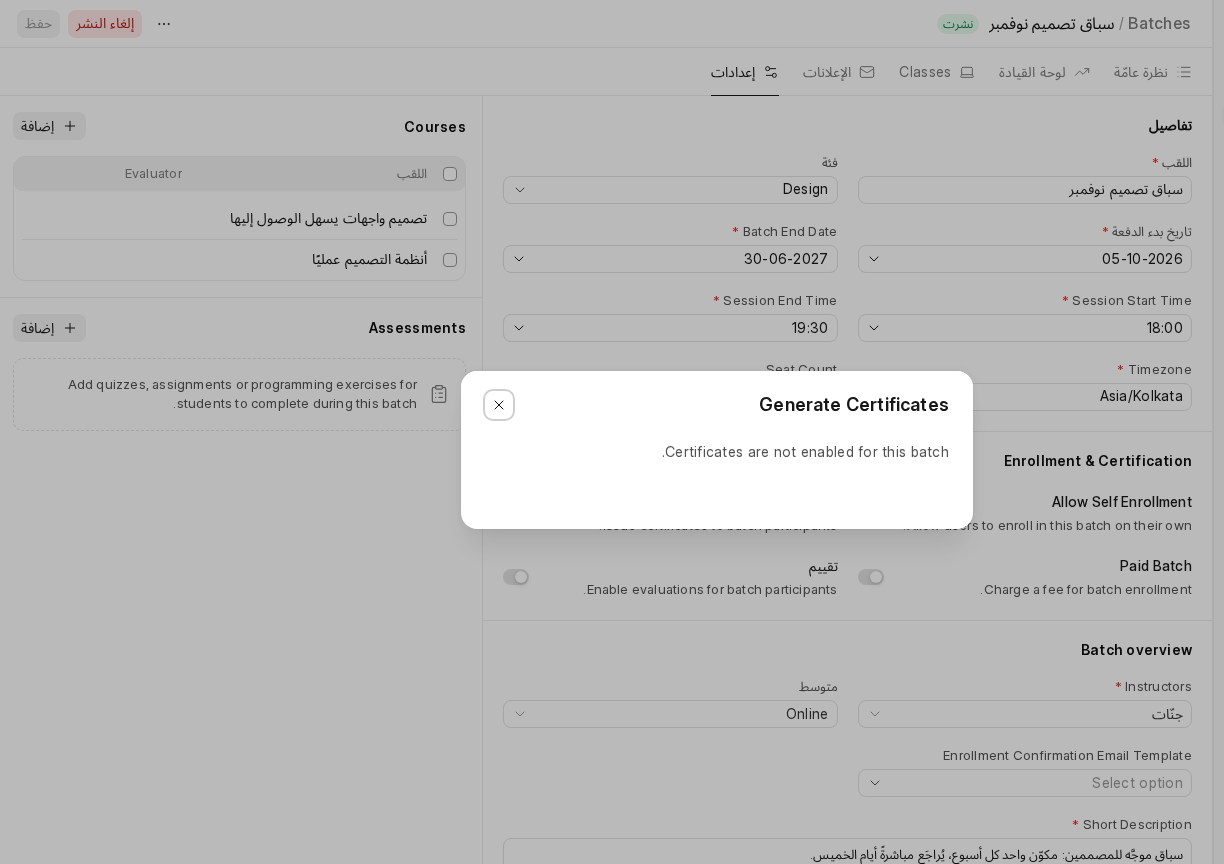 Batches / سباق تصميم نوفمبر
نشرت
إلغاء النشر
حفظ
نظرة عامّة
لوحة القيادة
Classes
الإعلانات
إعدادات
تفاصيل
اللقب *
سباق تصميم نوفمبر
فئة
Design
تاريخ بدء الدفعة *
05-10-2026
Batch End Date *
30-06-2027
Session Start Time *
18:00
Session End Time *
19:30
Timezone *
Asia/Kolkata
Seat Count
Enrollment & Certification
Allow Self Enrollment
Allow users to enroll in this batch on their own.
Issue certificates to batch participants.
Paid Batch
Charge a fee for batch enrollment.
تقييم
Enable evaluations for batch participants.
Batch overview
Instructors *
جنّات
متوسط
Online
Enrollment Confirmation Email Template
Select option
Short Description *
سباق موجَّه للمصممين: مكوّن واحد كل أسبوع، يُراجَع مباشرةً أيام الخميس.
Courses
إضافة
اللقب
Evaluator
تصميم واجهات يسهل الوصول إليها
أنظمة التصميم عمليًا
Assessments
إضافة
Add quizzes, assignments or programming exercises for
students to complete during this batch.
Generate Certificates
Certificates are not enabled for this batch.